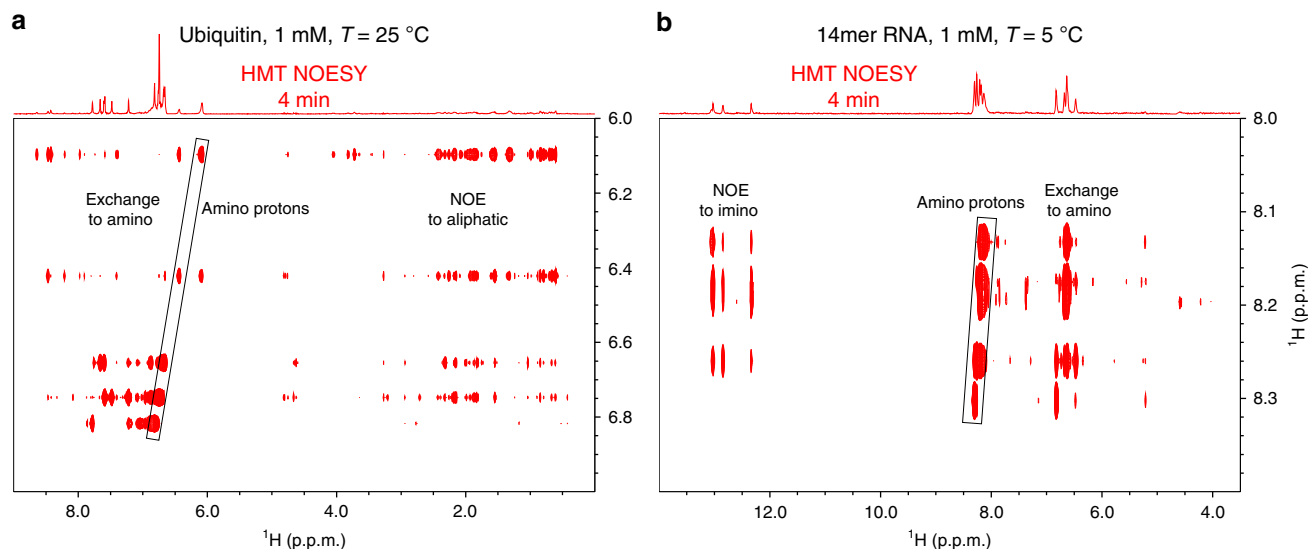 a
Ubiquitin, 1 mM, T = 25 °C
HMT NOESY
4 min
6.0
6.2
6.4
6.6
6.8
Exchange
to amino
Amino protons
NOE
to aliphatic
8.0
6.0
4.0
2.0
¹H (p.p.m.)
b
14mer RNA, 1 mM, T = 5 °C
HMT NOESY
4 min
8.0
8.1
8.2
8.3
¹H (p.p.m.)
NOE
to imino
Amino protons
Exchange
to amino
12.0
10.0
8.0
6.0
4.0
¹H (p.p.m.)